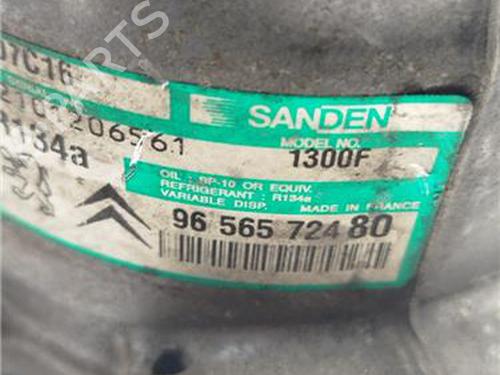 07C16
SANDEN
MODEL NO.
1300F
R134a
OIL : SP-10 OR EQUIV.
REFRIGERANT : R134a
VARIABLE DISP. MADE IN FRANCE
96 565 724 80